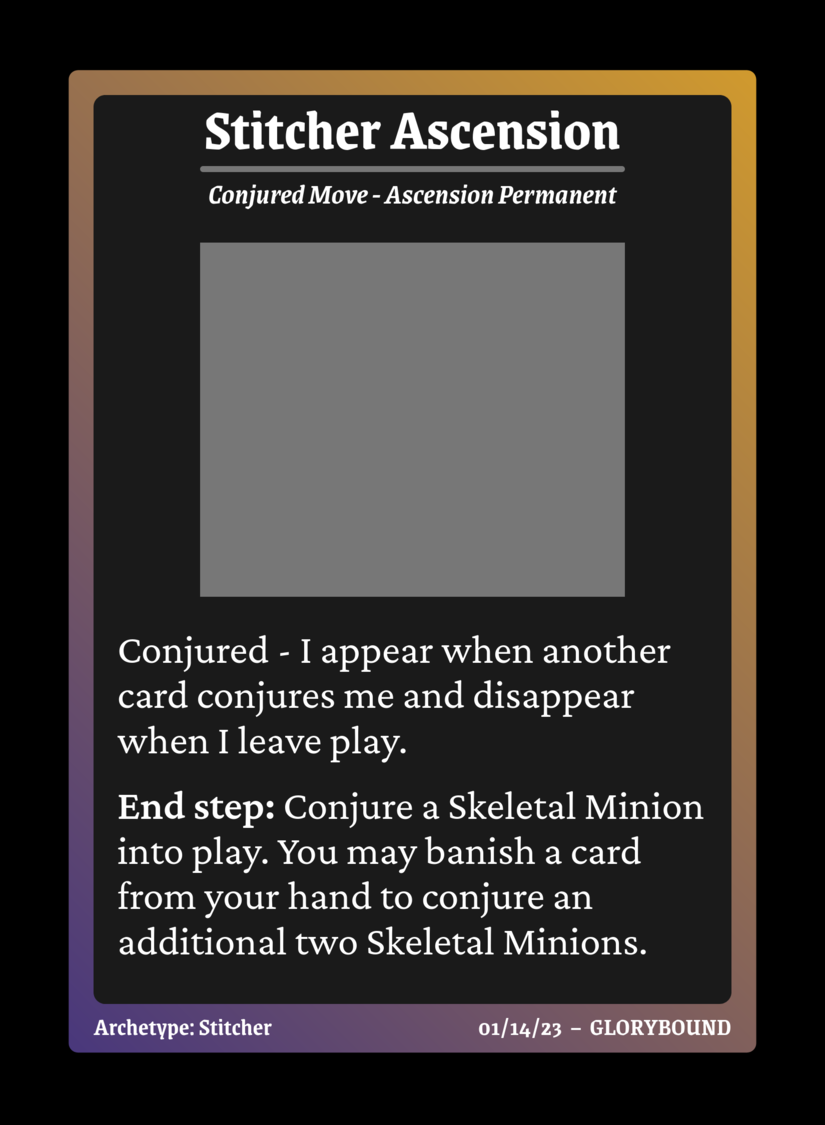 Stitcher Ascension
Conjured Move - Ascension Permanent
Conjured - I appear when another
card conjures me and disappear
when I leave play.
End step: Conjure a Skeletal Minion
into play. You may banish a card
from your hand to conjure an
additional two Skeletal Minions.
Archetype: Stitcher
01/14/23 – GLORYBOUND